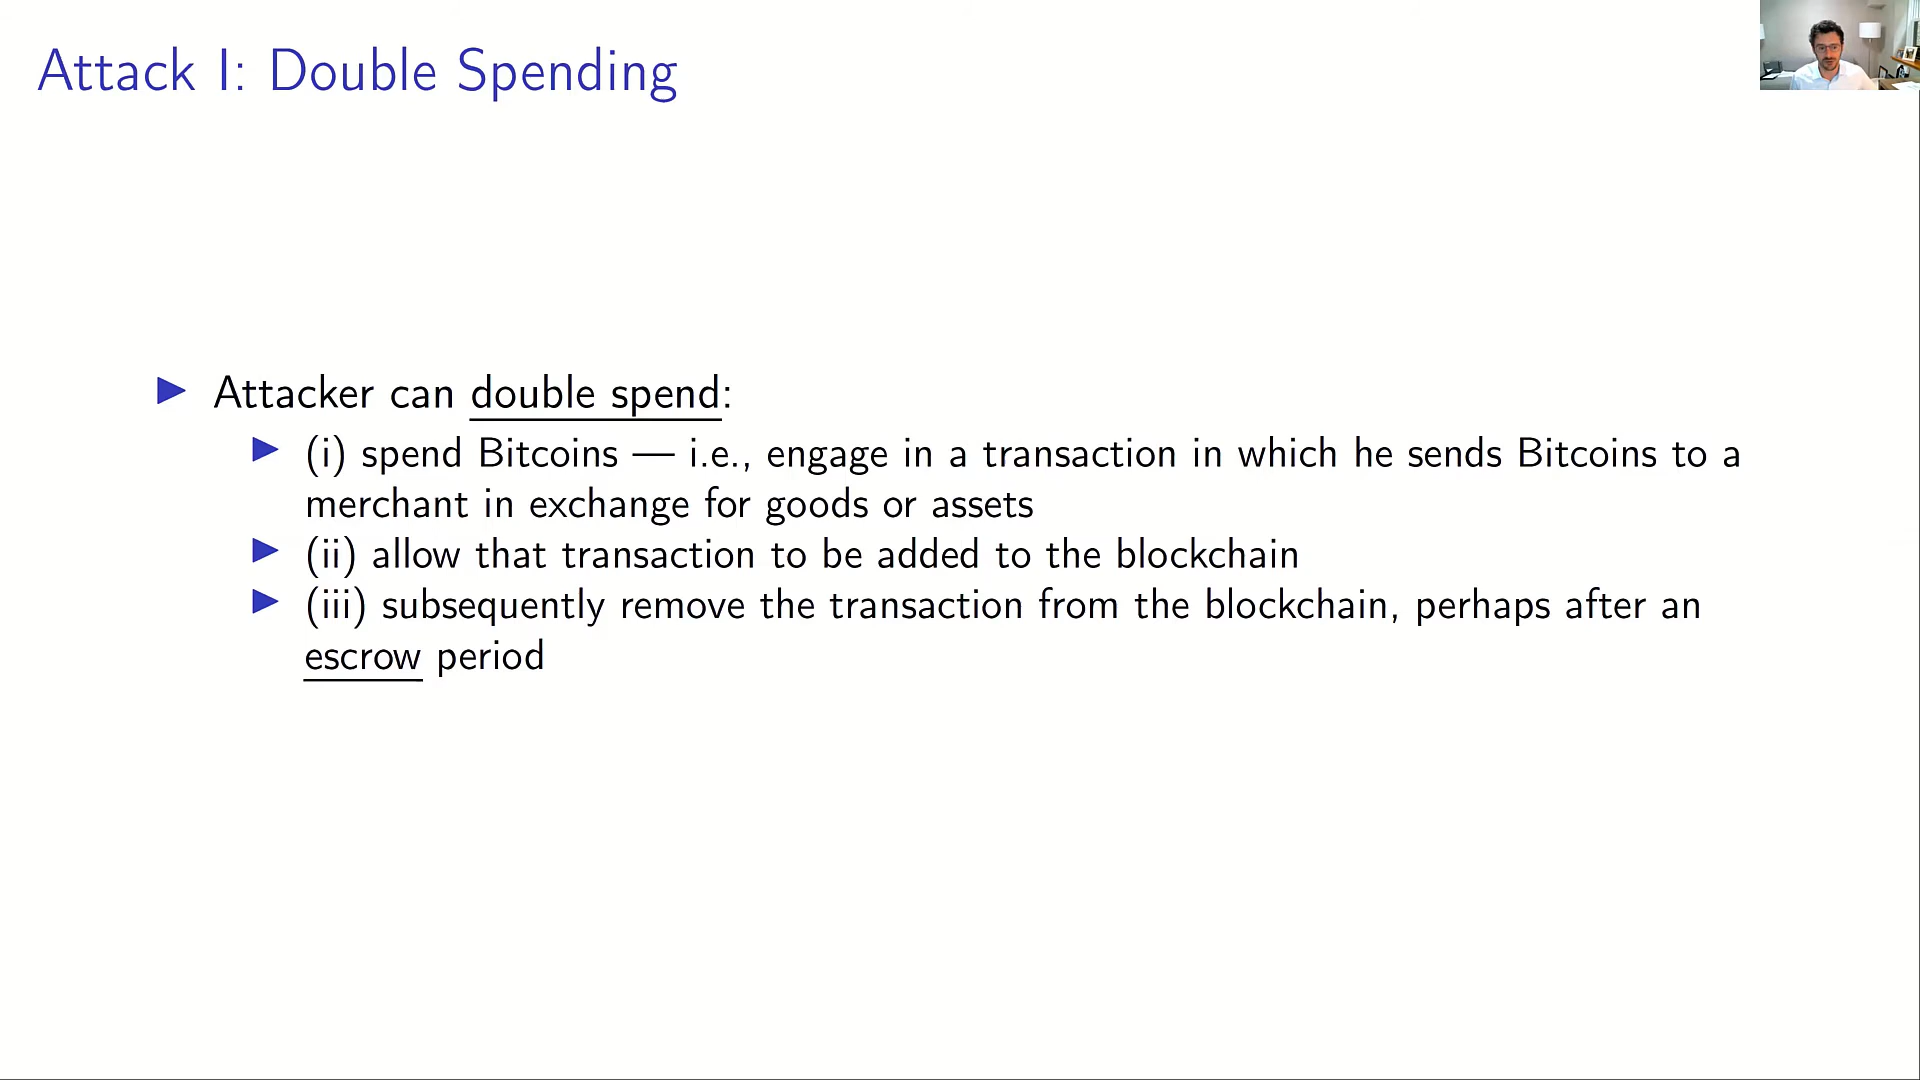 Attack I: Double Spending
▶ Attacker can double spend:
▶ (i) spend Bitcoins — i.e., engage in a transaction in which he sends Bitcoins to a
merchant in exchange for goods or assets
▶ (ii) allow that transaction to be added to the blockchain
▶ (iii) subsequently remove the transaction from the blockchain, perhaps after an
escrow period